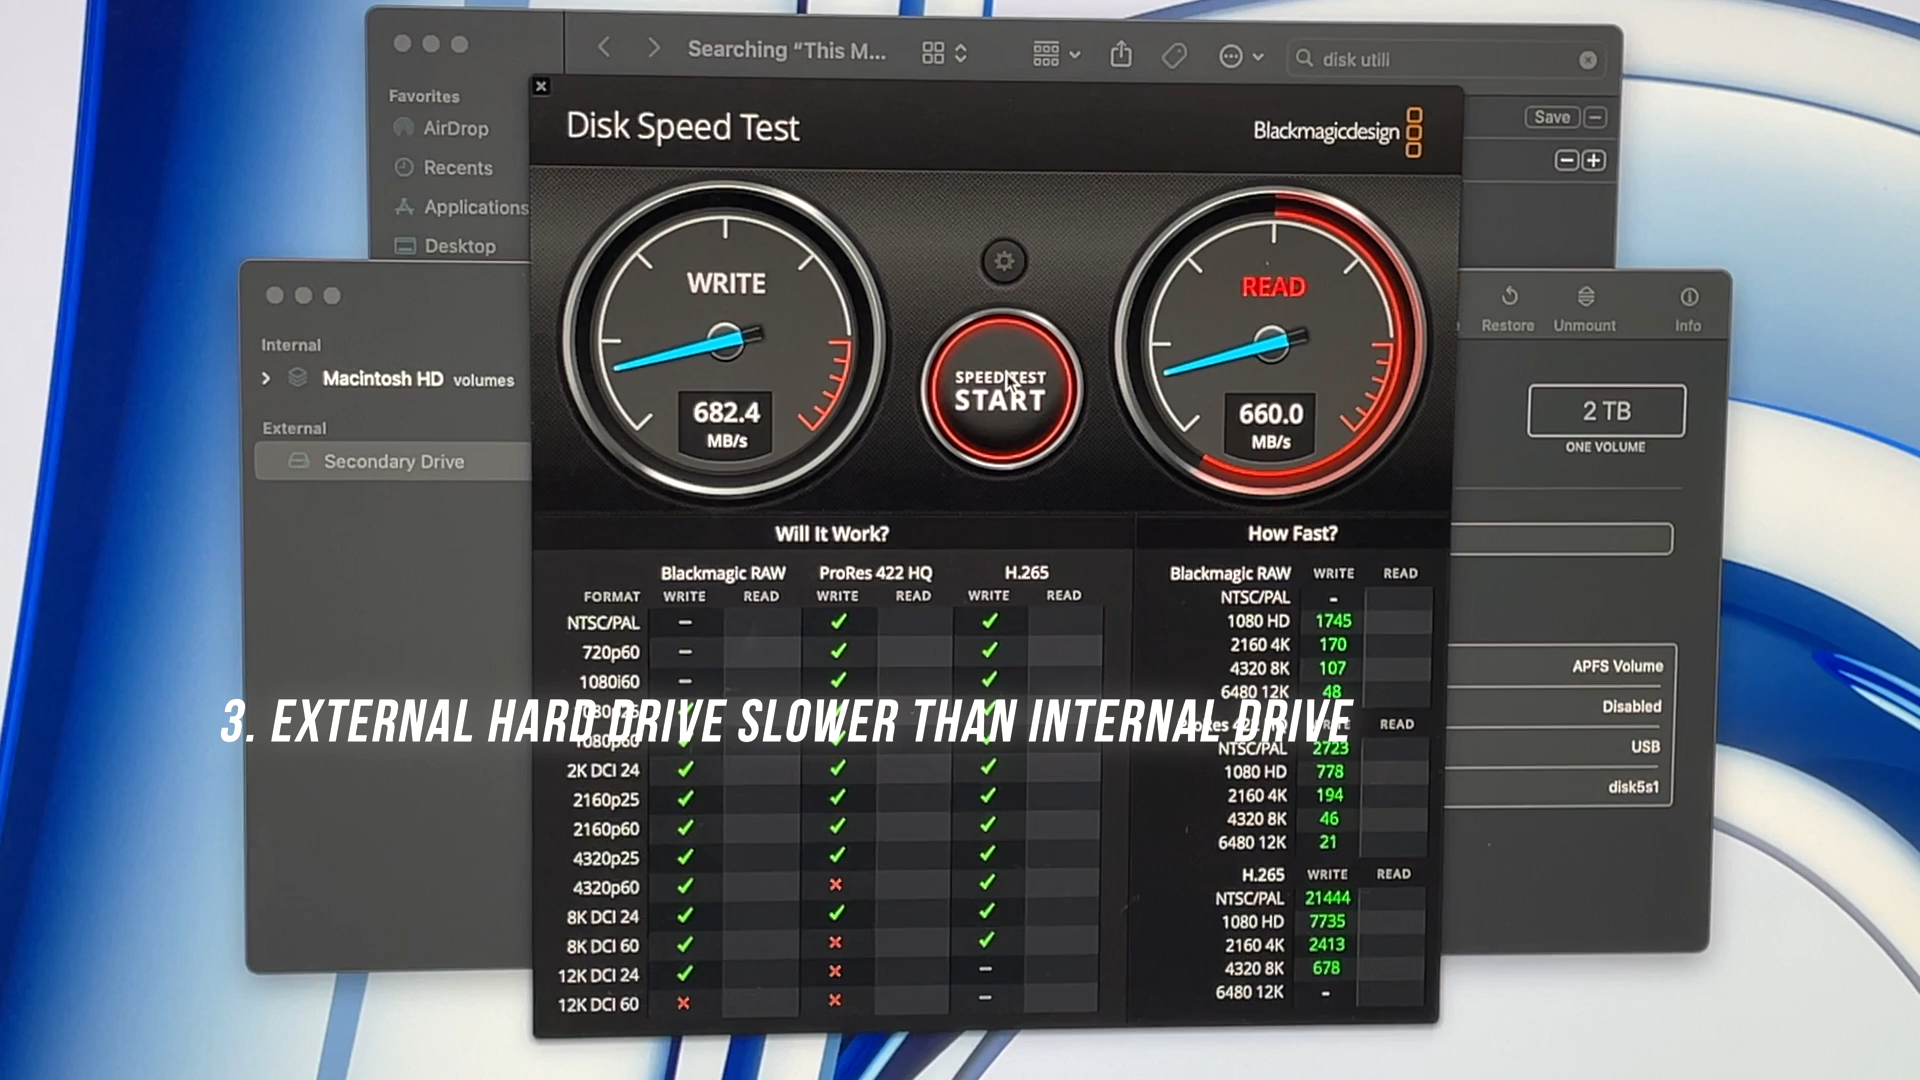 Searching “This M...
disk utili
Favorites
AirDrop
Recents
Applications
Desktop
Save
Disk Speed Test
Blackmagicdesign
WRITE
682.4
MB/s
SPEED TEST
START
READ
660.0
MB/s
Internal
Macintosh HD volumes
External
Secondary Drive
Restore
Unmount
Info
2 TB
ONE VOLUME
APFS Volume
Disabled
USB
disk5s1
Will It Work?
Blackmagic RAW ProRes 422 HQ H.265
FORMAT WRITE READ WRITE READ WRITE READ
NTSC/PAL – ✓ ✓
720p60 – ✓ ✓
1080i60 – ✓ ✓
3. EXTERNAL HARD DRIVE SLOWER THAN INTERNAL DRIVE
1080p60 ✓ ✓ ✓
2K DCI 24 ✓ ✓ ✓
2160p25 ✓ ✓ ✓
2160p60 ✓ ✓ ✓
4320p25 ✓ ✓ ✓
4320p60 ✓ × ✓
8K DCI 24 ✓ ✓ ✓
8K DCI 60 ✓ × ✓
12K DCI 24 ✓ × –
12K DCI 60 × × –
How Fast?
Blackmagic RAW WRITE READ
NTSC/PAL -
1080 HD 1745
2160 4K 170
4320 8K 107
6480 12K 48
READ
NTSC/PAL 2723
1080 HD 778
2160 4K 194
4320 8K 46
6480 12K 21
H.265 WRITE READ
NTSC/PAL 21444
1080 HD 7735
2160 4K 2413
4320 8K 678
6480 12K -